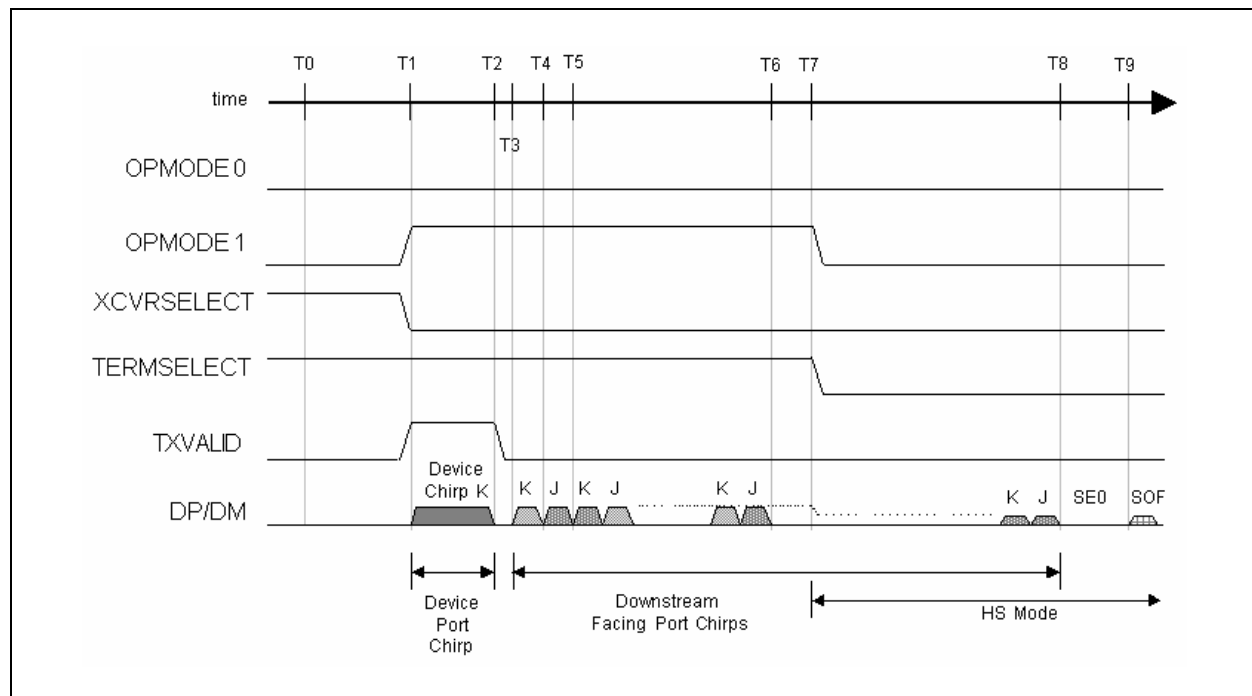 T0 T1 T2 T4 T5 T6 T7 T8 T9
time
T3
OPMODE 0
OPMODE 1
XCVRSELECT
TERMSELECT
TXVALID
Device
Chirp K
K J K J K J
K J SE0 SOF
DP/DM
Device
Port
Chirp
Downstream
Facing Port Chirps
HS Mode